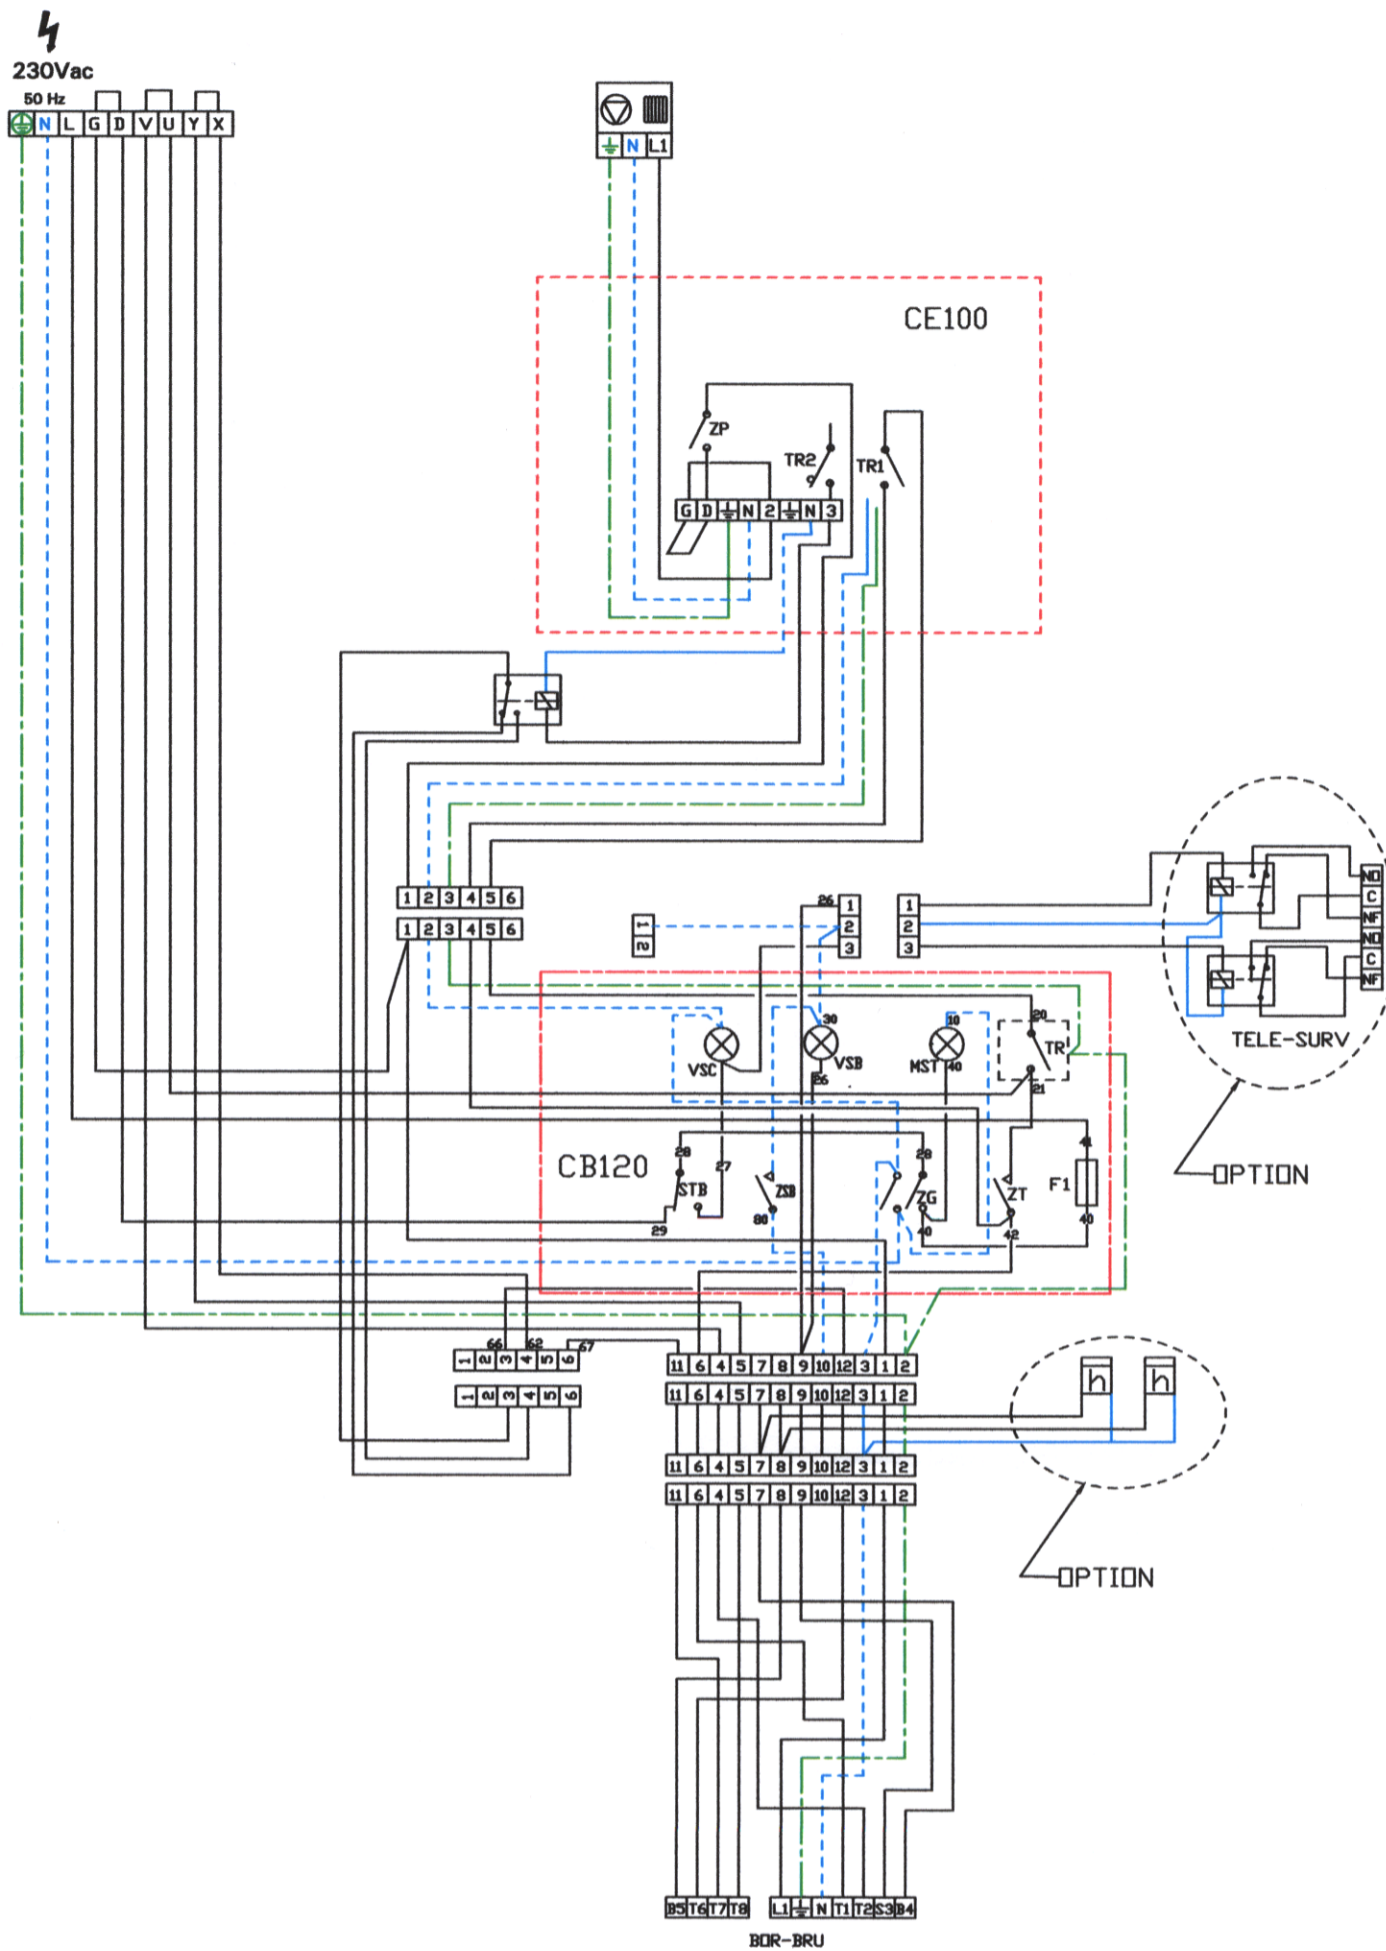 230Vac
50 Hz
N L G D V U Y X
N L1
CE100
ZP
TR2 TR1
G D N 2 N 3
1 2 3 4 5 6
1 2 3 4 5 6
1 2
26
1
2
3
1
2
3
NO
C
NF
NO
C
NF
TELE-SURV
OPTION
30 10 20
VSC VSB MST 40 TR
26 21
CB120
28 28 41
27
STB ZSB ZG ZT F1
29 80 40 42 40
66 62 67
1 2 3 4 5 6
1 2 3 4 5 6
11 6 4 5 7 8 9 10 12 3 1 2
11 6 4 5 7 8 9 10 12 3 1 2
h h
11 6 4 5 7 8 9 10 12 3 1 2
11 6 4 5 7 8 9 10 12 3 1 2
OPTION
B5 T6 T7 T8 L1 N T1 T2 S3 B4
BOR-BRU